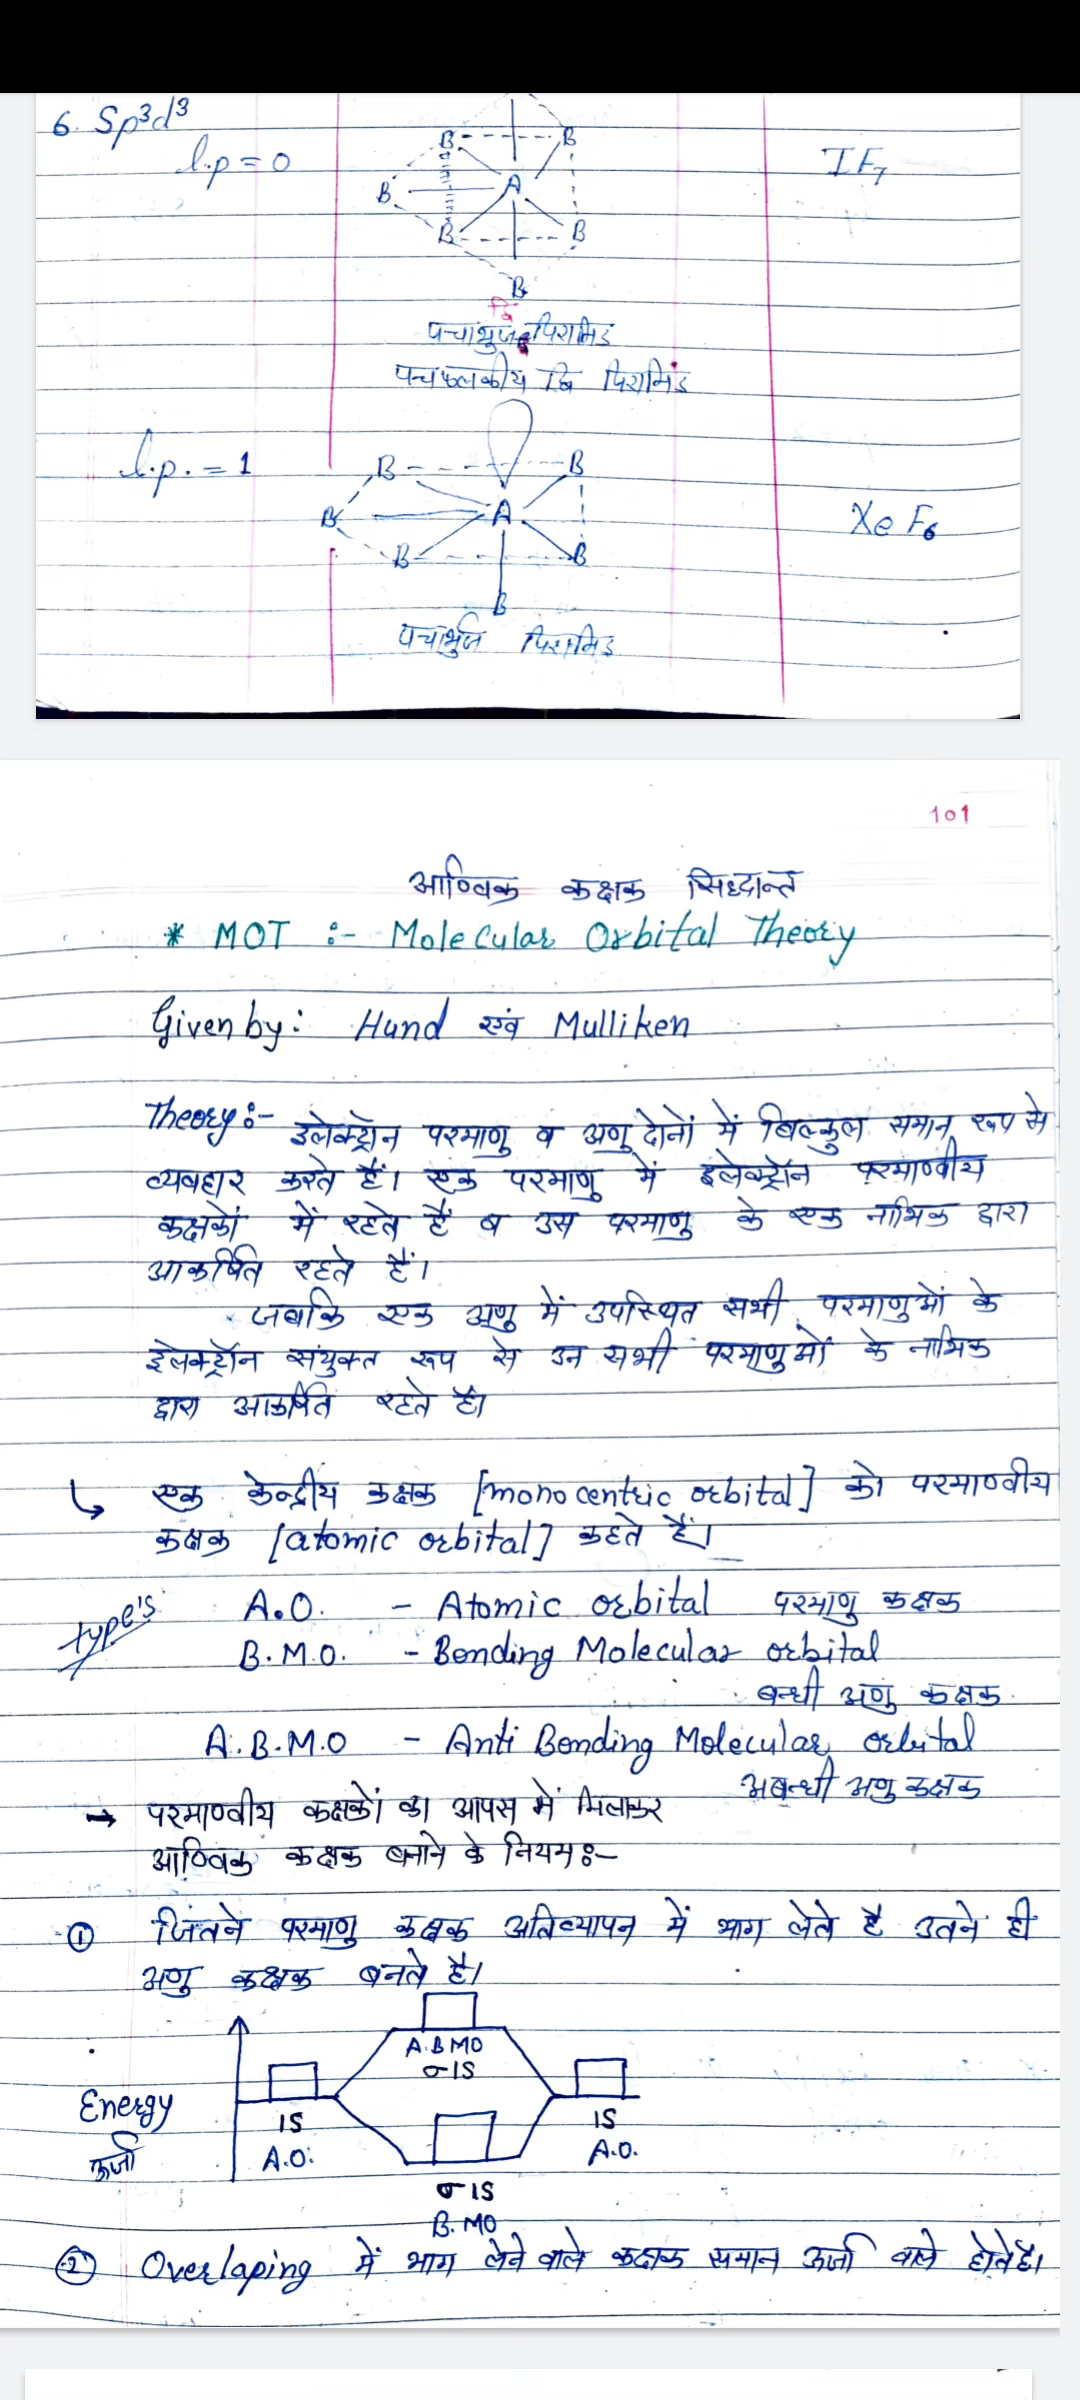 6. Sp³d³
l.p = 0
B B
B A
B B
B
IF₇
द्वि
पंचाभुज पिरामिड
पंचफलकीय द्वि पिरामिड
l.p. = 1
B B
B A
B B
B
XeF₆
पंचाभुज पिरामिड
101
आण्विक कक्षक सिध्दान्त
* MOT :- Molecular Orbital Theory
Given by: Hund एवं Mulliken
Theory :- इलेक्ट्रॉन परमाणु व अणु दोनों में बिल्कुल समान रूप से
व्यवहार करते हैं। एक परमाणु में इलेक्ट्रॉन परमाण्वीय
कक्षकों में रहते हैं व उस परमाणु के एक नाभिक द्वारा
आकर्षित रहते हैं।
जबकि एक अणु में उपस्थित सभी परमाणुओं के
इलेक्ट्रॉन संयुक्त रूप से उन सभी परमाणुओं के नाभिक
द्वारा आकर्षित रहते है।
↳ एक केन्द्रीय कक्षक [monocentric orbital] को परमाण्वीय
कक्षक [atomic orbital] कहते हैं।
type's
A.O. - Atomic orbital परमाणु कक्षक
B.M.O. - Bonding Molecular orbital
बन्धी अणु कक्षक
A.B.M.O - Anti Bonding Molecular orbital
अबन्धी अणु कक्षक
→ परमाण्वीय कक्षकों का आपस में मिलाकर
आण्विक कक्षक बनाने के नियम :-
① जितने परमाणु कक्षक अतिव्यापन में भाग लेते है उतने ही
अणु कक्षक बनते है।
A.B MO
σ1S
Energy
ऊर्जा
1S
A.O.
1S
A.O.
σ1S
B.MO
② Overlaping में भाग लेने वाले कक्षक समान ऊर्जा वाले होते है।